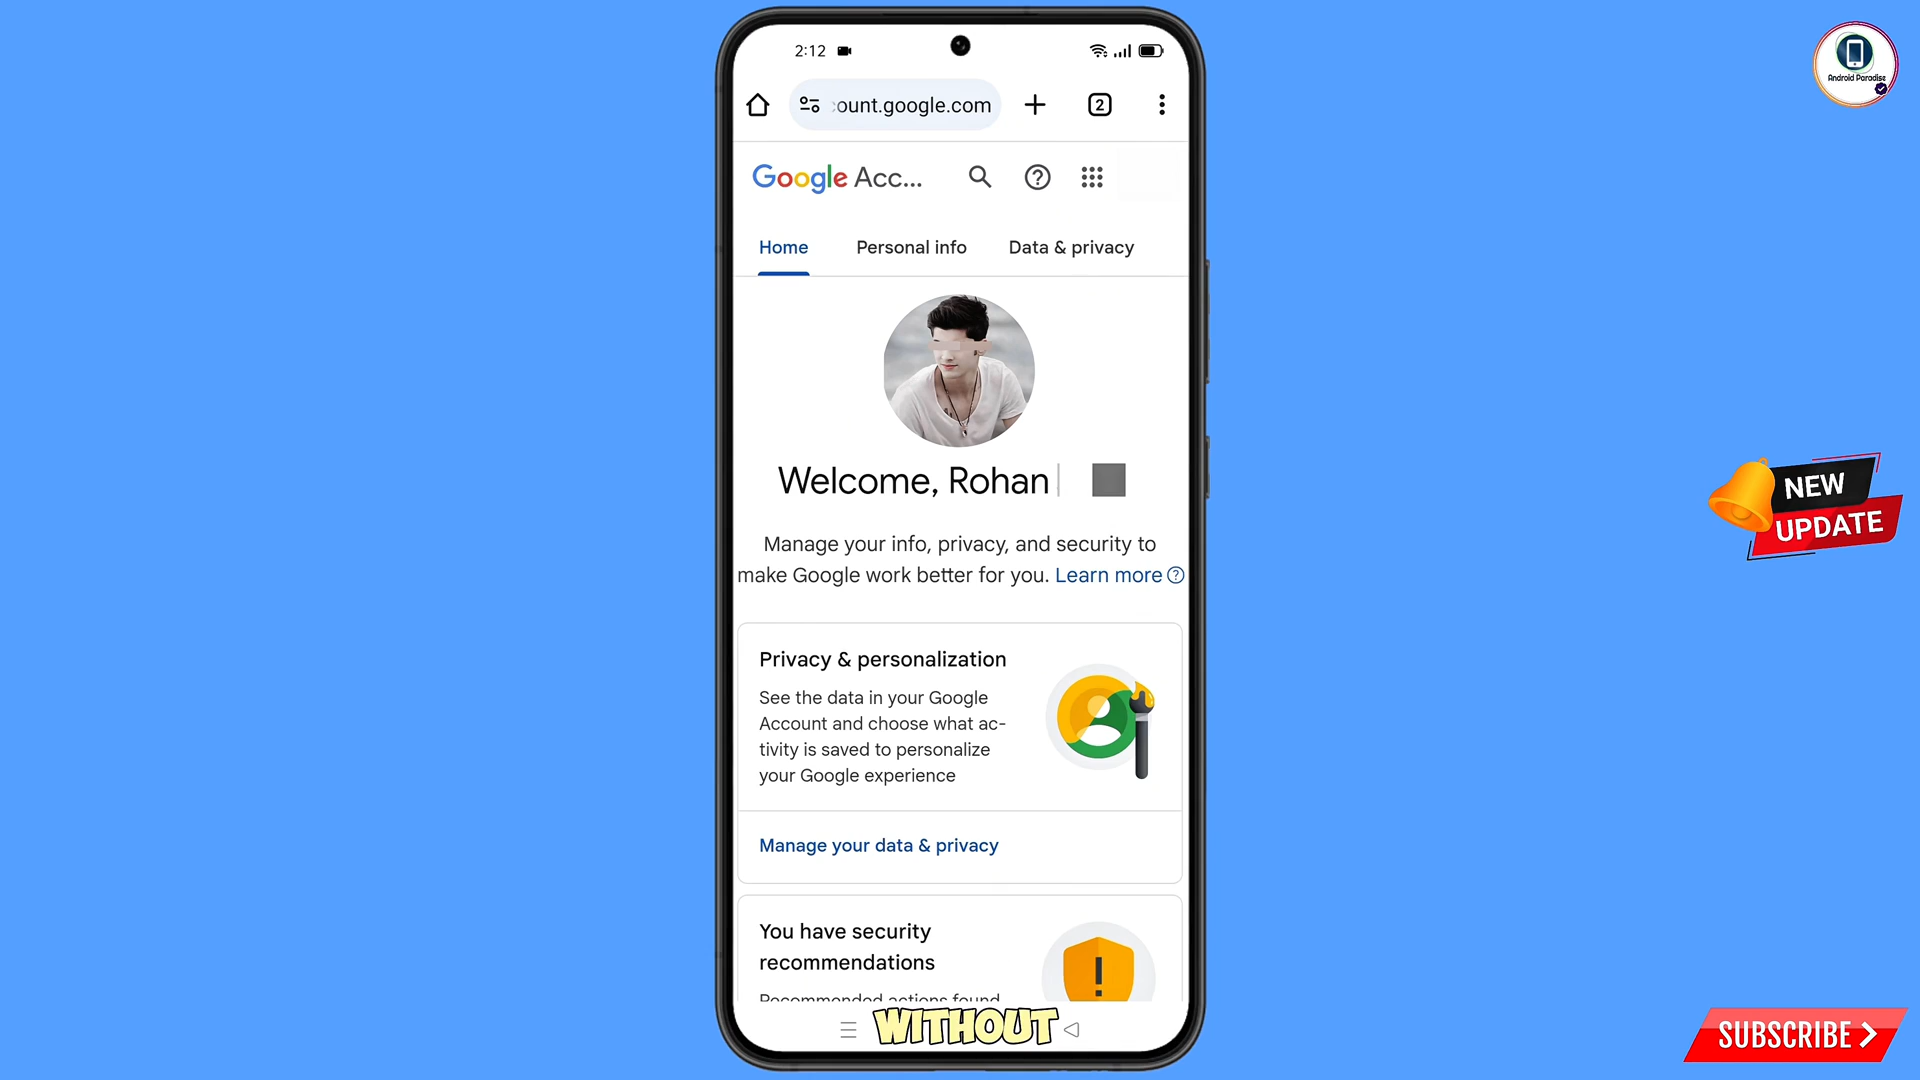 2:12
ount.google.com
2
Google Acc...
Home Personal info Data & privacy
Welcome, Rohan
Manage your info, privacy, and security to
make Google work better for you. Learn more
Privacy & personalization
See the data in your Google
Account and choose what ac-
tivity is saved to personalize
your Google experience
Manage your data & privacy
You have security
recommendations
Recommended actions found
WITHOUT
Android Paradise
NEW
UPDATE
SUBSCRIBE